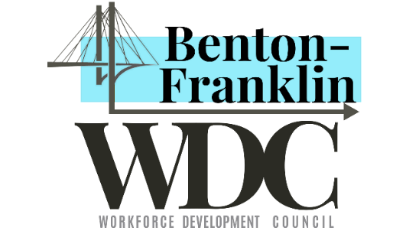 Benton-
Franklin
WDC
WORKFORCE DEVELOPMENT COUNCIL